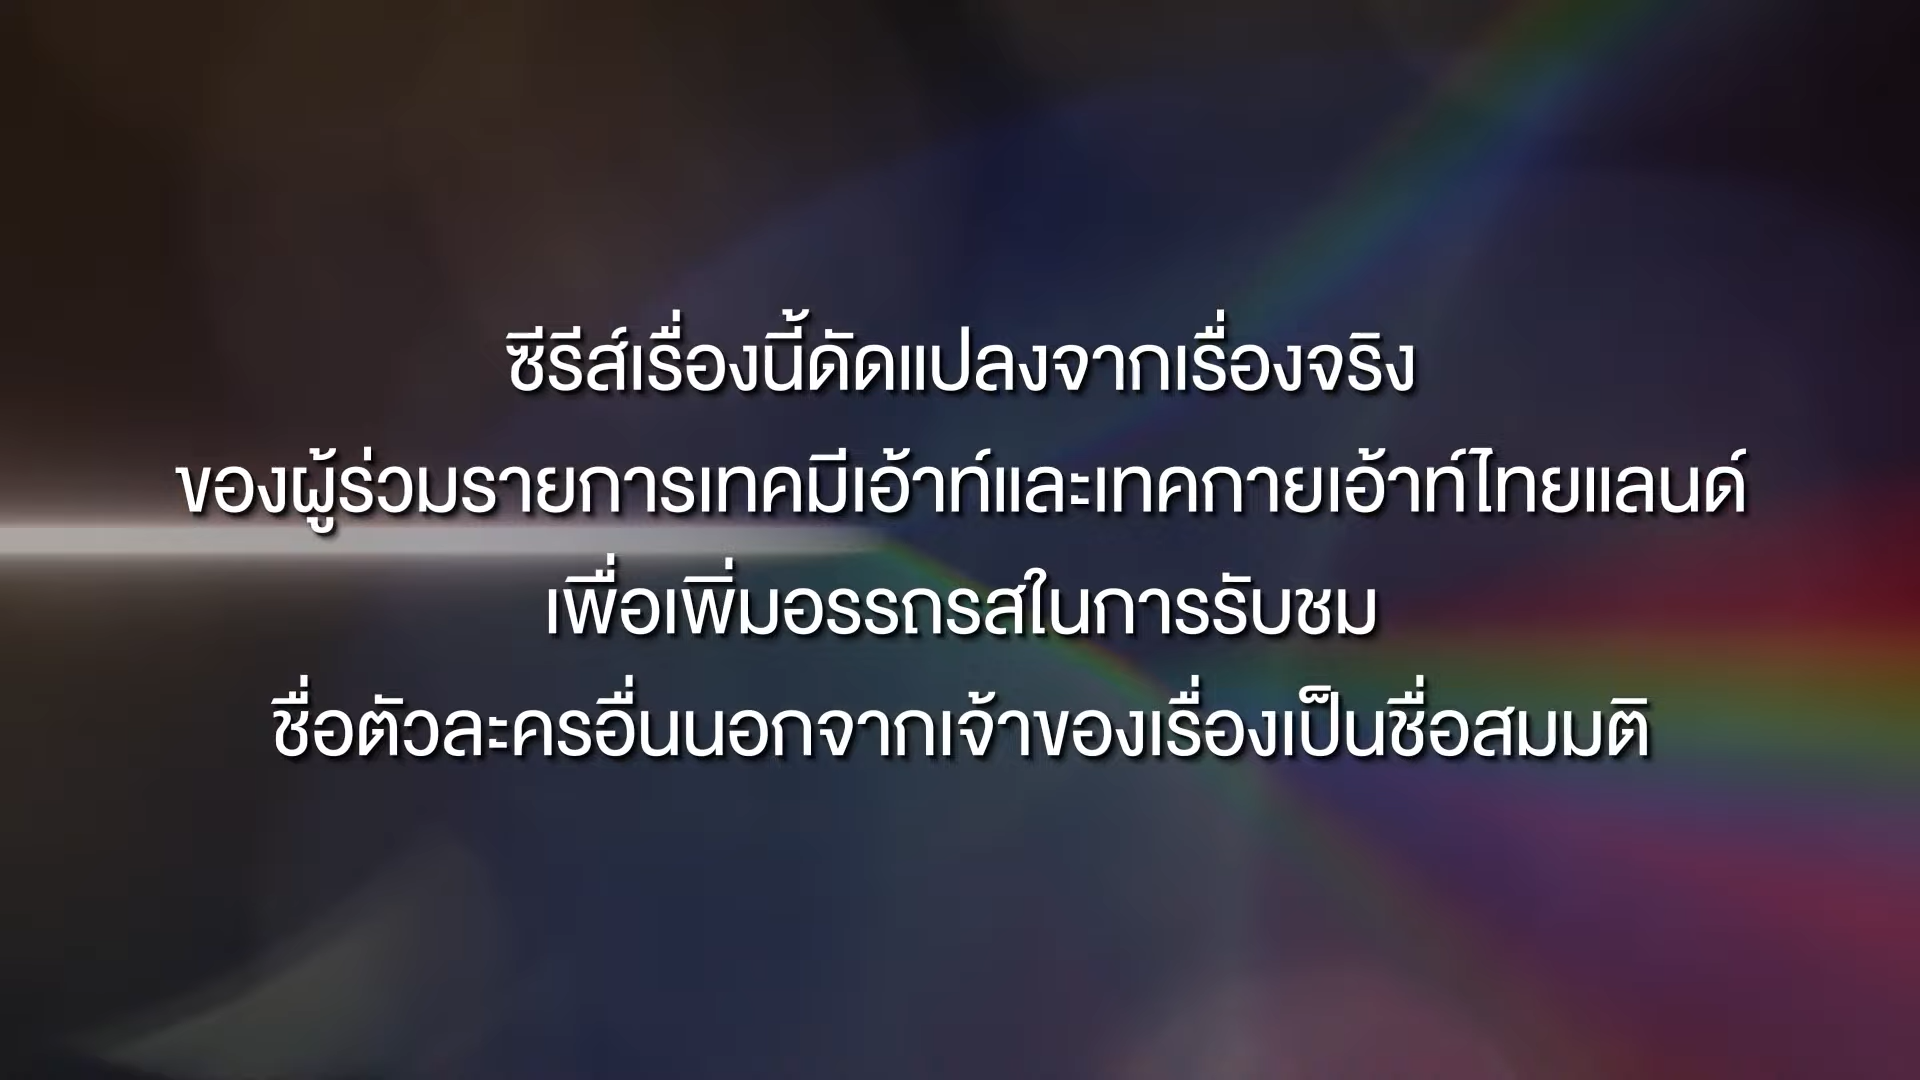 ซีรีส์เรื่องนี้ดัดแปลงจากเรื่องจริง
ของผู้ร่วมรายการเทคมีเอ้าท์และเทคกายเอ้าท์ไทยแลนด์
เพื่อเพิ่มอรรถรสในการรับชม
ชื่อตัวละครอื่นนอกจากเจ้าของเรื่องเป็นชื่อสมมติ